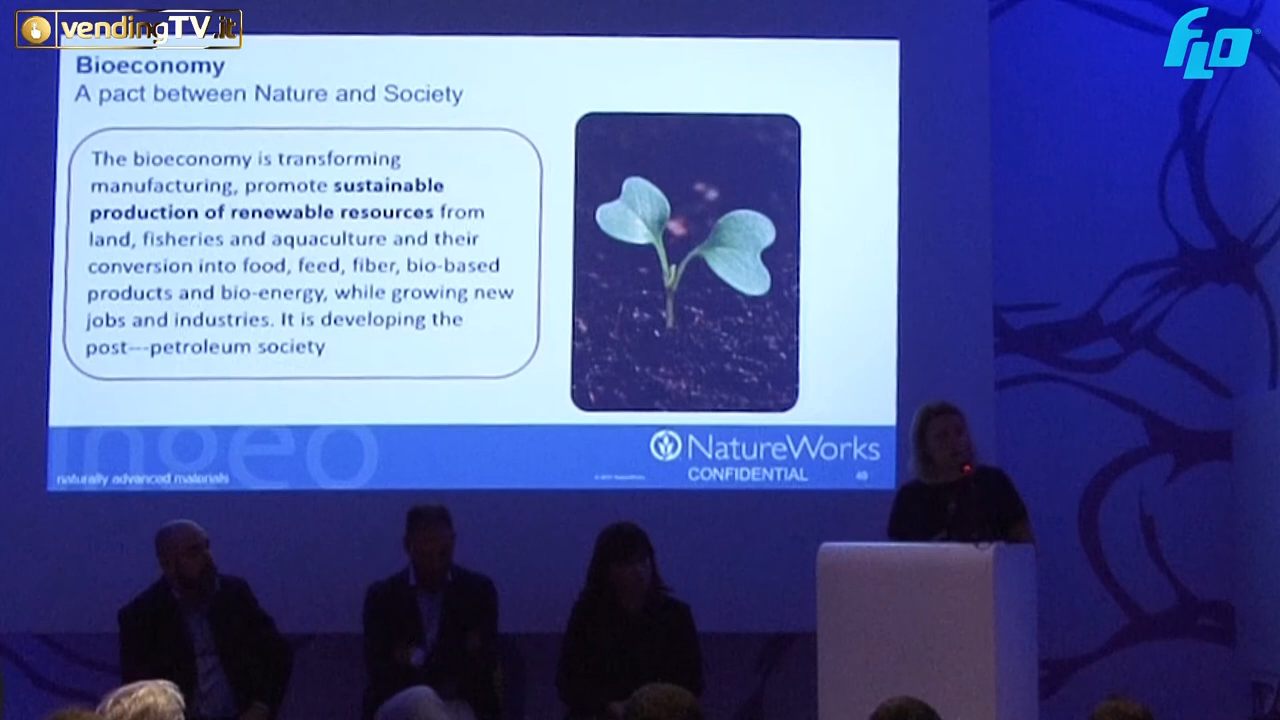 vendingTV.it
FLO
Bioeconomy
A pact between Nature and Society
The bioeconomy is transforming
manufacturing, promote sustainable
production of renewable resources from
land, fisheries and aquaculture and their
conversion into food, feed, fiber, bio-based
products and bio-energy, while growing new
jobs and industries. It is developing the
post---petroleum society
ingeo
NatureWorks
naturally advanced materials
CONFIDENTIAL